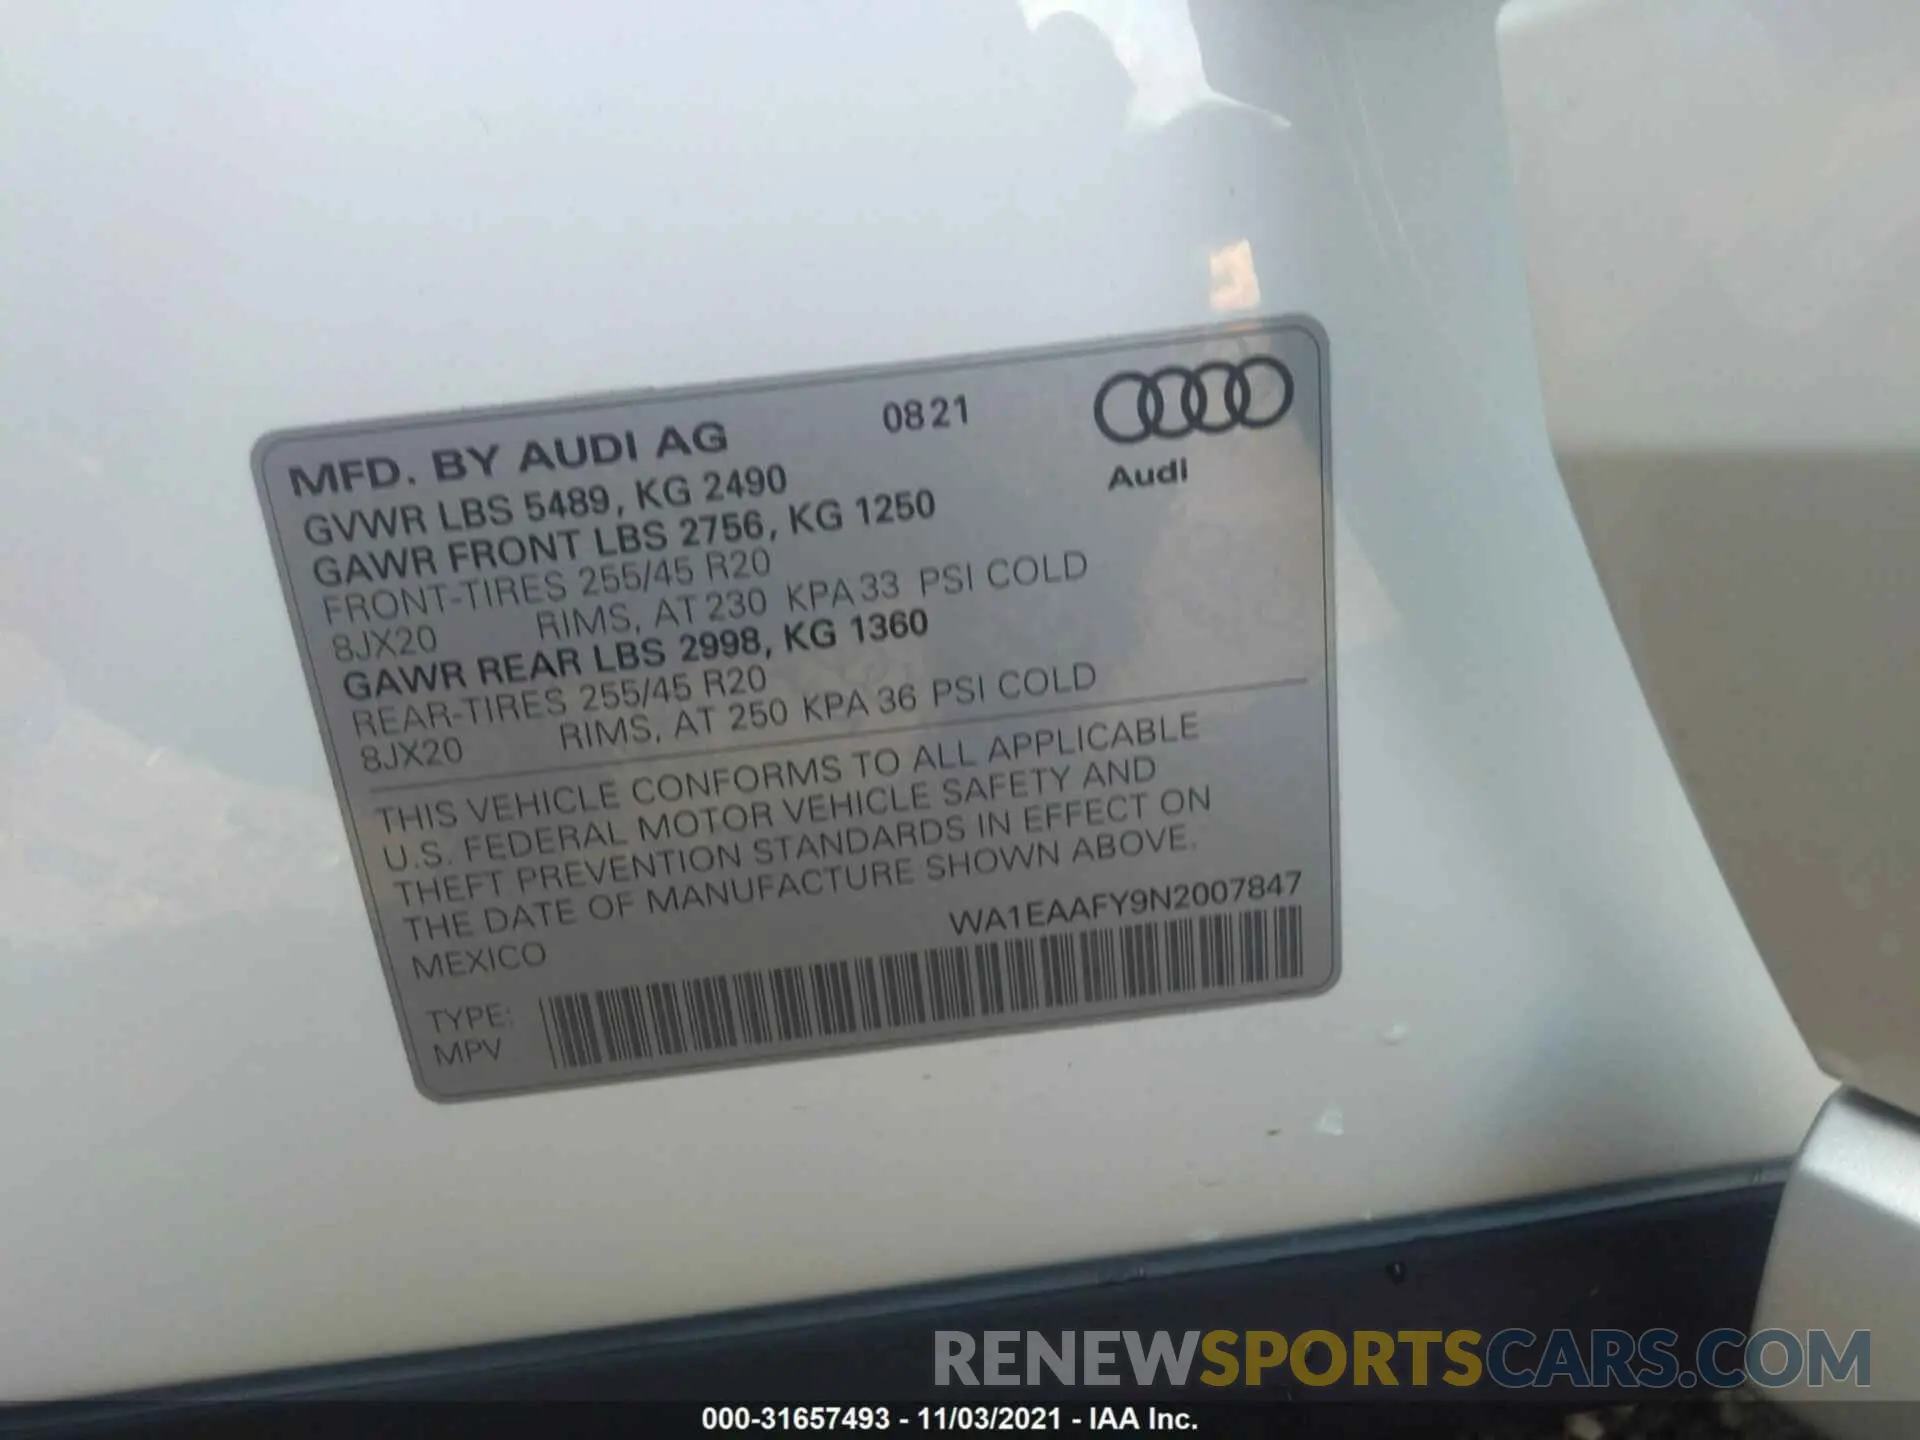 MFD. BY AUDI AG 0821
Audi
GVWR LBS 5489, KG 2490
GAWR FRONT LBS 2756, KG 1250
FRONT-TIRES 255/45 R20
8JX20 RIMS, AT 230 KPA 33 PSI COLD
GAWR REAR LBS 2998, KG 1360
REAR-TIRES 255/45 R20
8JX20 RIMS, AT 250 KPA 36 PSI COLD
THIS VEHICLE CONFORMS TO ALL APPLICABLE
U.S. FEDERAL MOTOR VEHICLE SAFETY AND
THEFT PREVENTION STANDARDS IN EFFECT ON
THE DATE OF MANUFACTURE SHOWN ABOVE.
MEXICO WA1EAAFY9N2007847
TYPE:
MPV
RENEWSPORTSCARS.COM
000-31657493 - 11/03/2021 - IAA Inc.